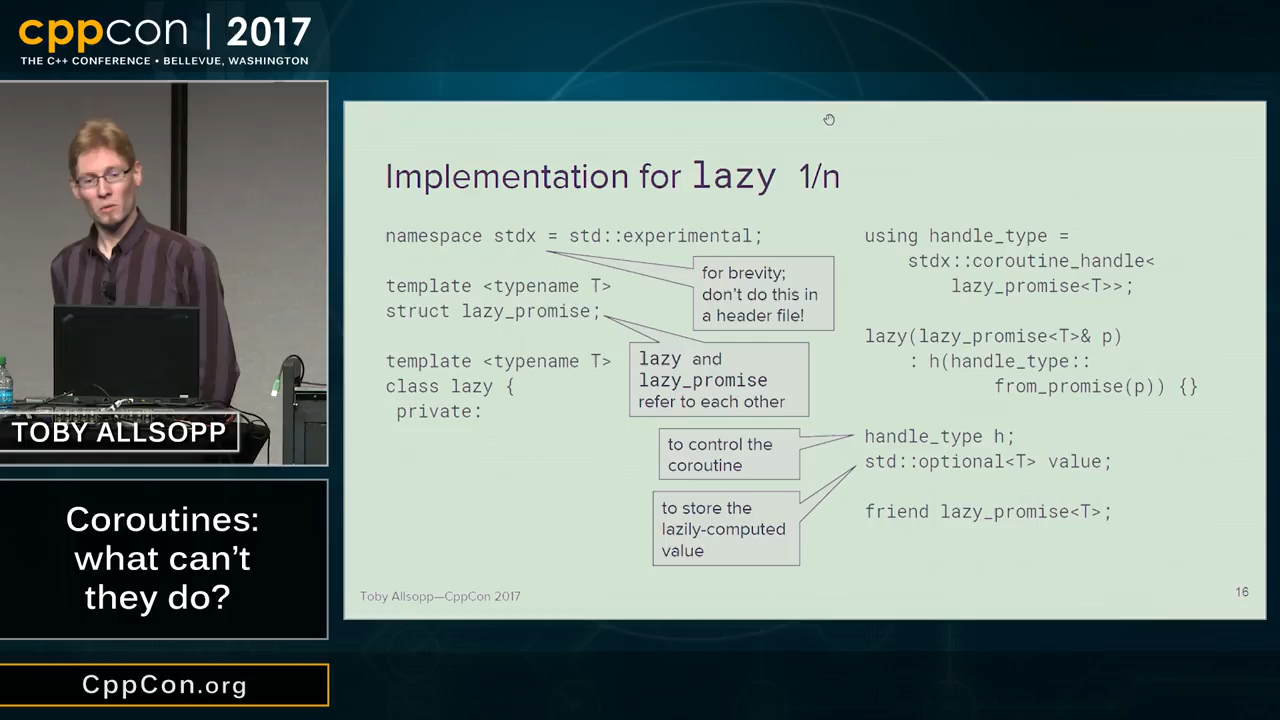 cppcon | 2017
THE C++ CONFERENCE • BELLEVUE, WASHINGTON
TOBY ALLSOPP
Coroutines:
what can't
they do?
CppCon.org
Implementation for lazy 1/n
namespace stdx = std::experimental;
template <typename T>
struct lazy_promise;
template <typename T>
class lazy {
private:
for brevity;
don't do this in
a header file!
lazy and
lazy_promise
refer to each other
to control the
coroutine
to store the
lazily-computed
value
using handle_type =
stdx::coroutine_handle<
lazy_promise<T>>;
lazy(lazy_promise<T>& p)
: h(handle_type::
from_promise(p)) {}
handle_type h;
std::optional<T> value;
friend lazy_promise<T>;
Toby Allsopp—CppCon 2017
16